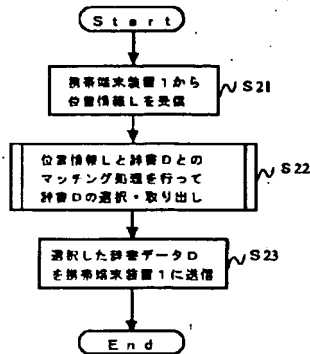 Start
携帯端末装置1から
位置情報Lを受信
S21
位置情報Lと辞書Dとの
マッチング処理を行って
辞書Dの選択・取り出し
S22
選択した辞書データD
を携帯端末装置1に送信
S23
End